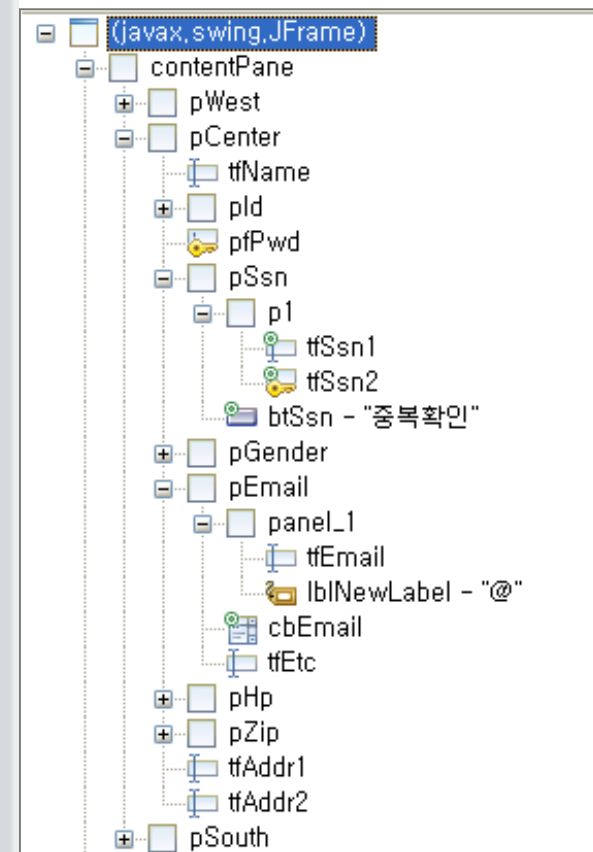 (javax.swing.JFrame)
contentPane
pWest
pCenter
tfName
pId
pfPwd
pSsn
p1
tfSsn1
tfSsn2
btSsn - "중복확인"
pGender
pEmail
panel_1
tfEmail
lblNewLabel - "@"
cbEmail
tfEtc
pHp
pZip
tfAddr1
tfAddr2
pSouth